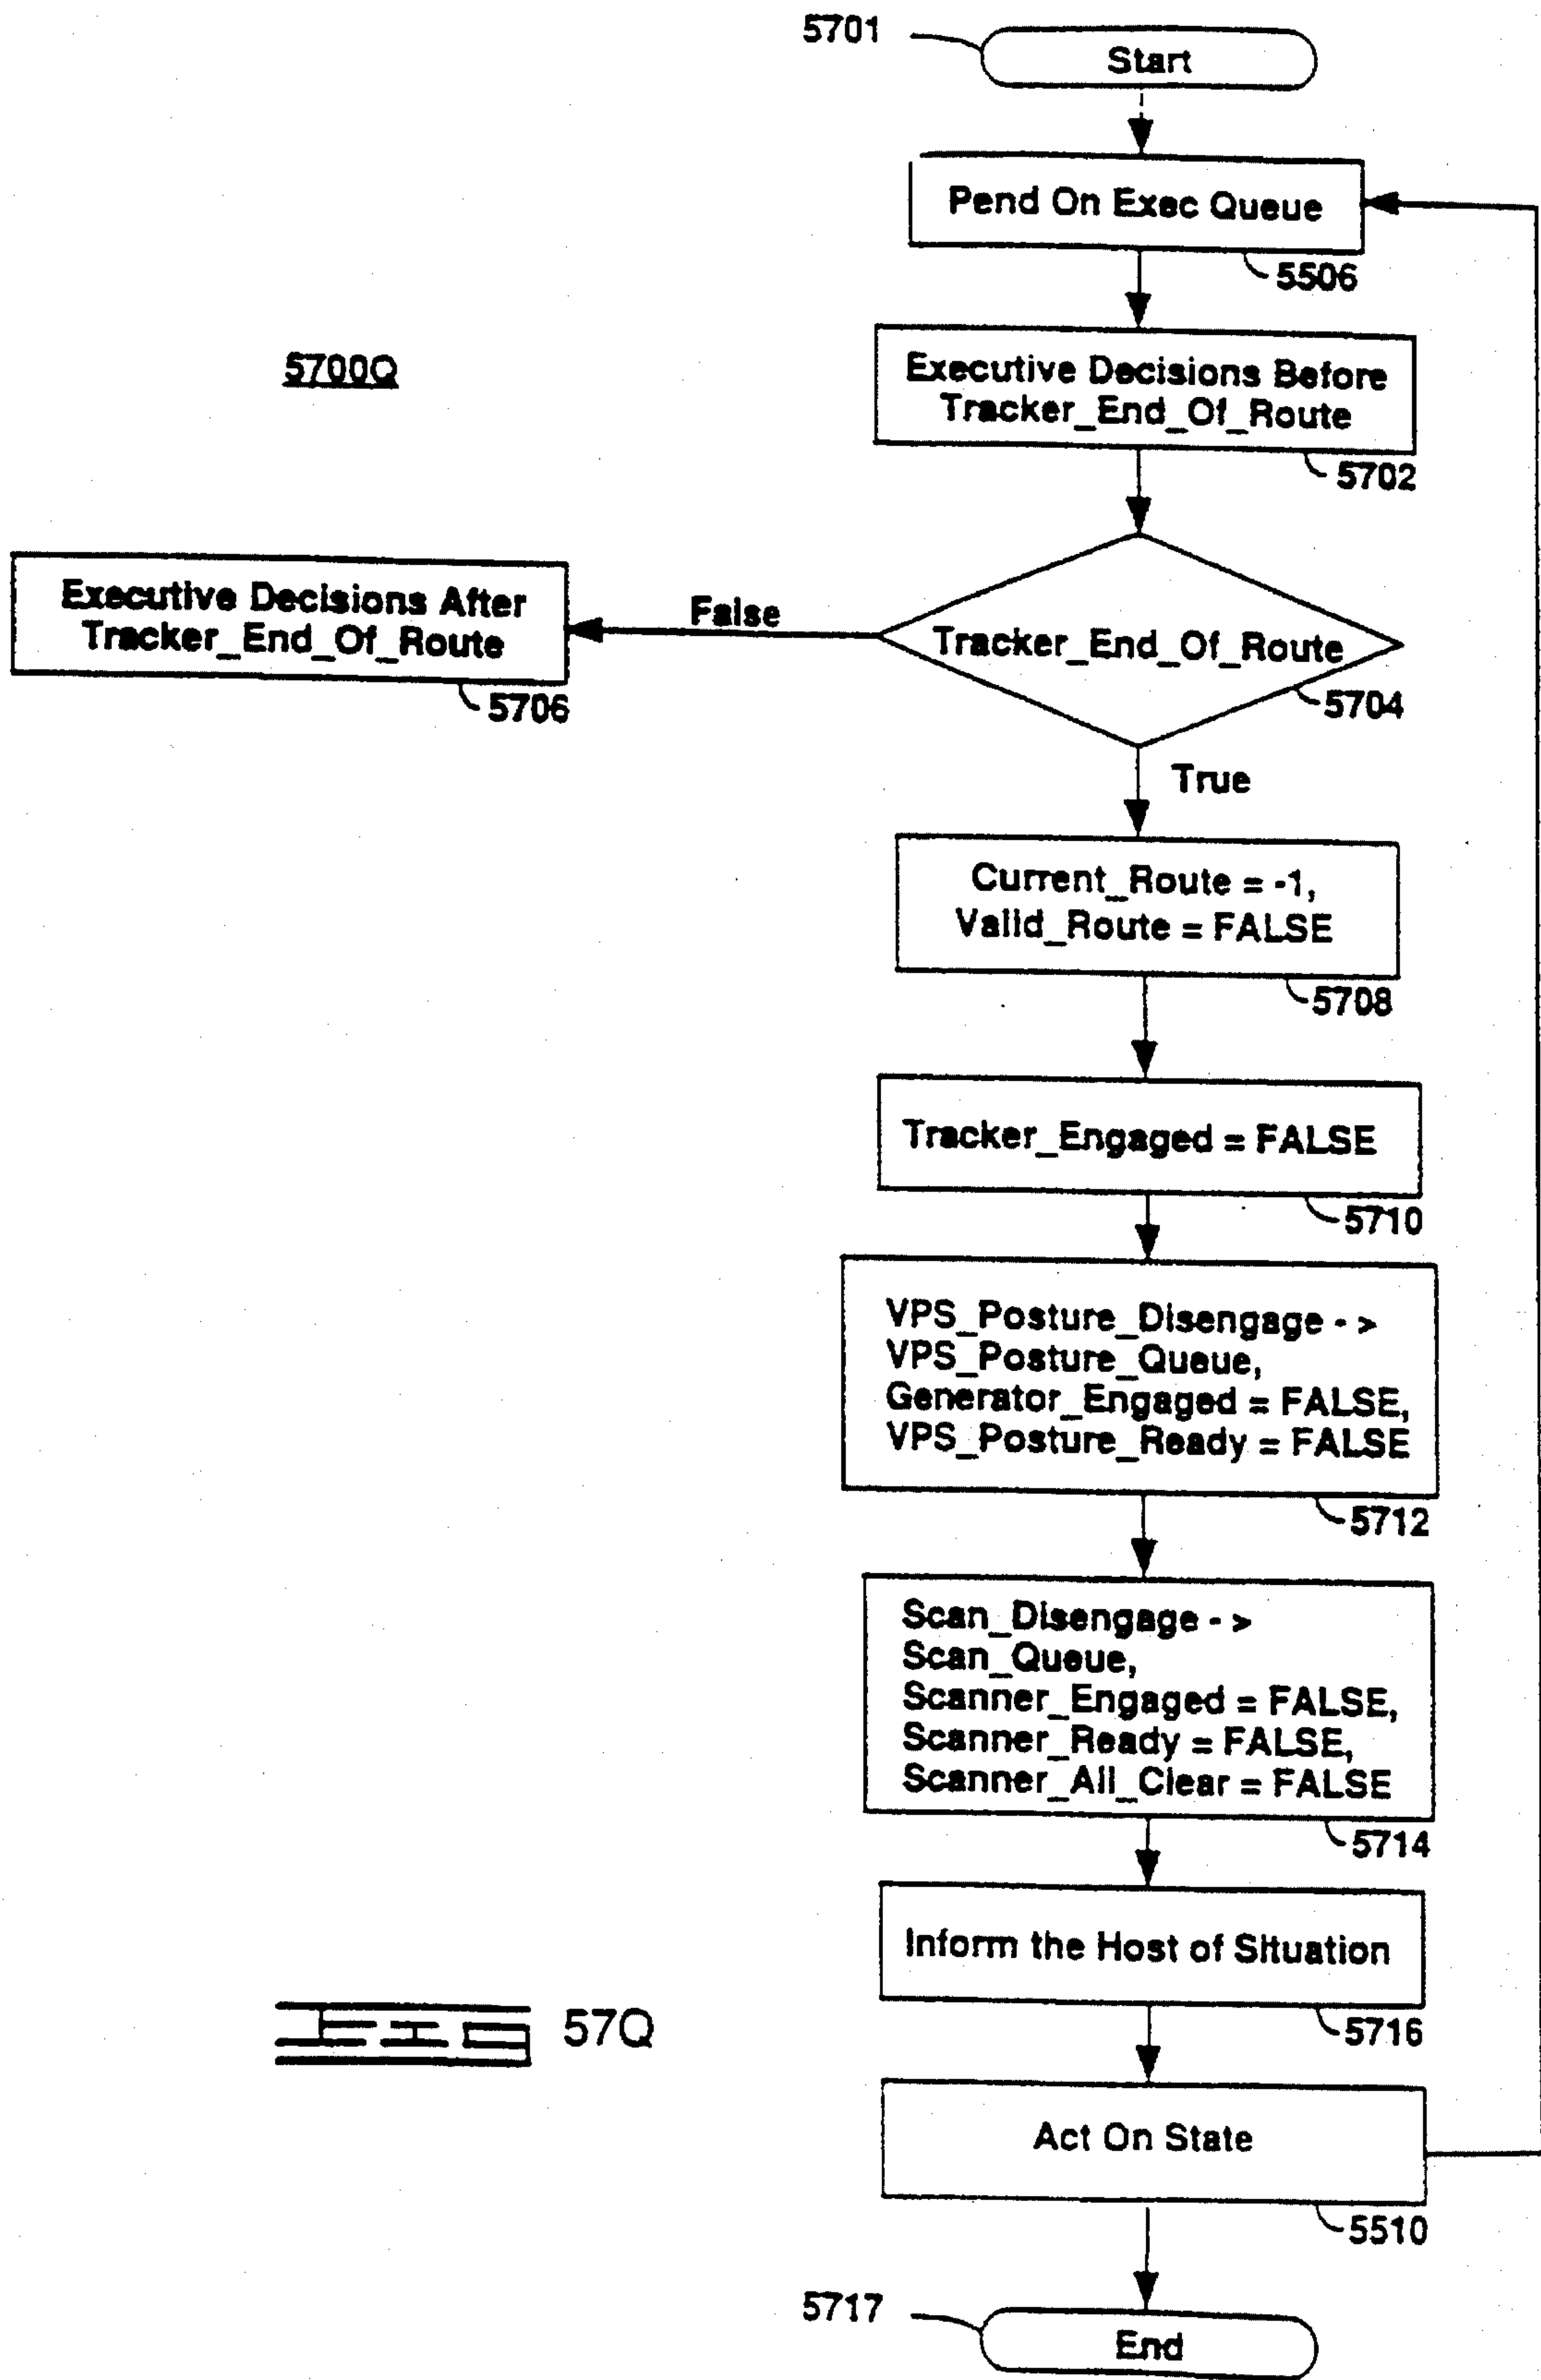 5701
Start
Pend On Exec Queue
5506
5700Q
Executive Decisions Before
Tracker_End_Of_Route
5702
Executive Decisions After
Tracker_End_Of_Route
5706
False
Tracker_End_Of_Route
5704
True
Current_Route = -1,
Valid_Route = FALSE
5708
Tracker_Engaged = FALSE
5710
VPS_Posture_Disengage - >
VPS_Posture_Queue,
Generator_Engaged = FALSE,
VPS_Posture_Ready = FALSE
5712
Scan_Disengage - >
Scan_Queue,
Scanner_Engaged = FALSE,
Scanner_Ready = FALSE,
Scanner_All_Clear = FALSE
5714
Inform the Host of Situation
5716
FIG 57Q
Act On State
5510
5717
End